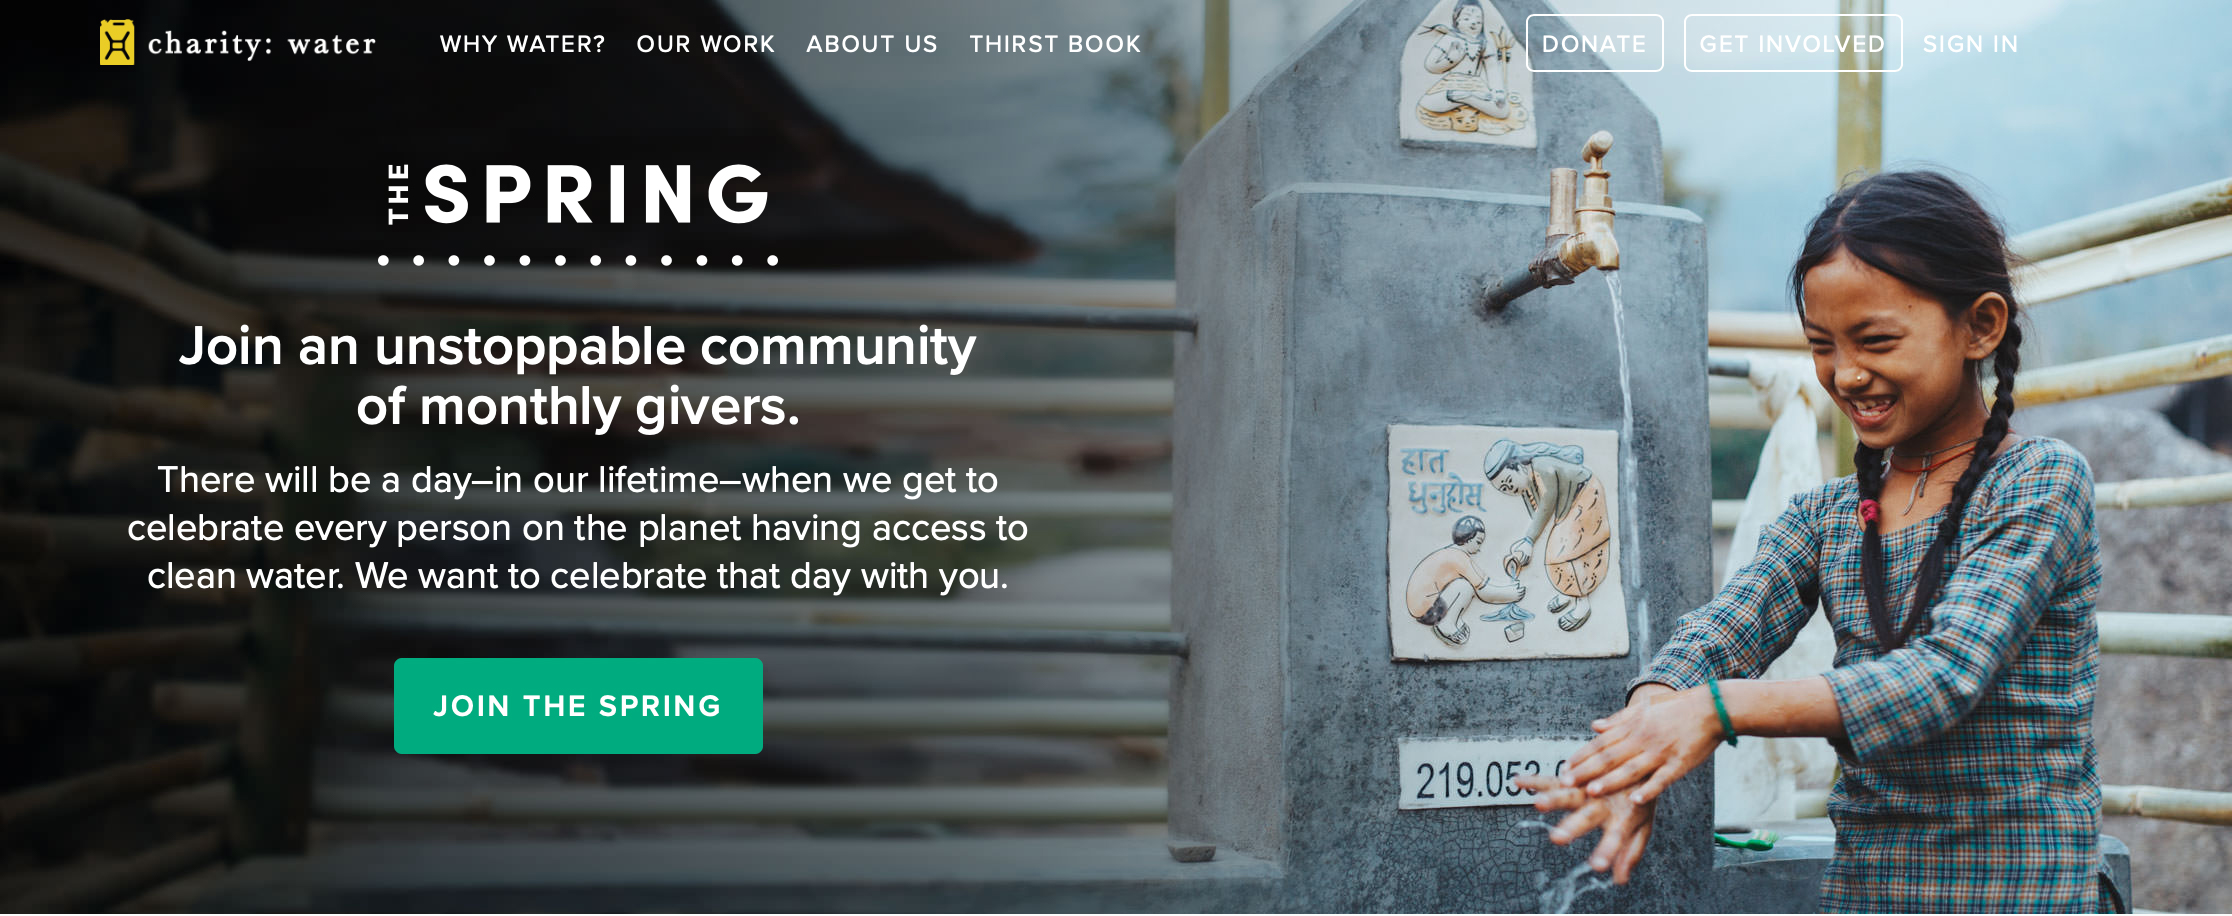 charity: water
WHY WATER?
OUR WORK
ABOUT US
THIRST BOOK
DONATE
GET INVOLVED
SIGN IN
THE SPRING
Join an unstoppable community
of monthly givers.
There will be a day–in our lifetime–when we get to
celebrate every person on the planet having access to
clean water. We want to celebrate that day with you.
JOIN THE SPRING
हात
धुनुहोस
219.053